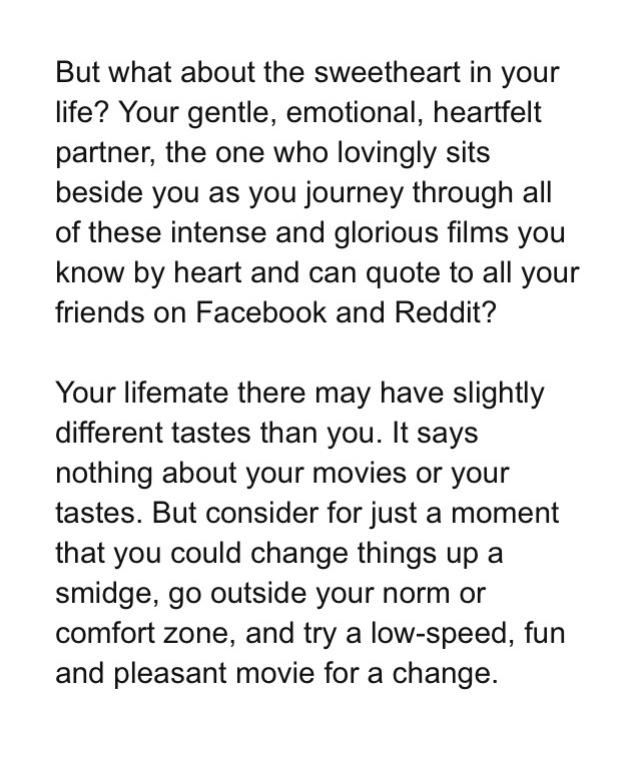 But what about the sweetheart in your
life? Your gentle, emotional, heartfelt
partner, the one who lovingly sits
beside you as you journey through all
of these intense and glorious films you
know by heart and can quote to all your
friends on Facebook and Reddit?
Your lifemate there may have slightly
different tastes than you. It says
nothing about your movies or your
tastes. But consider for just a moment
that you could change things up a
smidge, go outside your norm or
comfort zone, and try a low-speed, fun
and pleasant movie for a change.